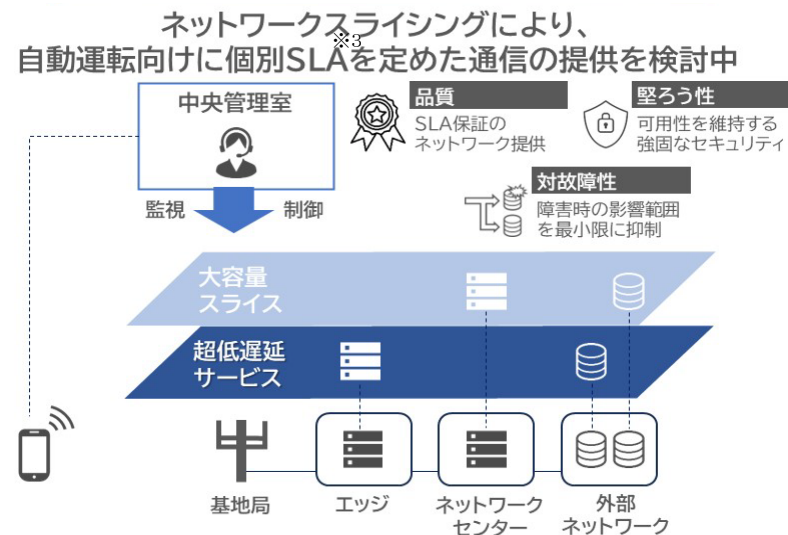 ネットワークスライシングにより、
※3
自動運転向けに個別SLAを定めた通信の提供を検討中
中央管理室
監視
制御
品質
SLA保証の
ネットワーク提供
堅ろう性
可用性を維持する
強固なセキュリティ
対故障性
障害時の影響範囲
を最小限に抑制
大容量
スライス
超低遅延
サービス
基地局
エッジ
ネットワーク
センター
外部
ネットワーク